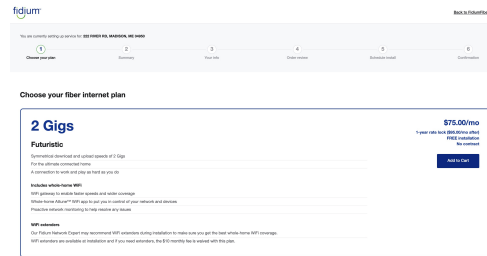 fidium
Back to FidiumFiber
You are currently setting up service for: 222 RIVER RD, MADISON, ME 04950
1 2 3 4 5 6
Choose your plan Summary Your info Order review Schedule install Confirmation
Choose your fiber internet plan
2 Gigs
$75.00/mo
1-year rate lock ($95.00/mo after)
FREE installation
No contract
Add to Cart
Futuristic
Symmetrical download and upload speeds of 2 Gigs
For the ultimate connected home
A connection to work and play as hard as you do
Includes whole-home WiFi
WiFi gateway to enable faster speeds and wider coverage
Whole-home Attune™ WiFi app to put you in control of your network and devices
Proactive network monitoring to help resolve any issues
WiFi extenders
Our Fidium Network Expert may recommend WiFi extenders during installation to make sure you get the best whole-home WiFi coverage.
WiFi extenders are available at installation and if you need extenders, the $10 monthly fee is waived with this plan.